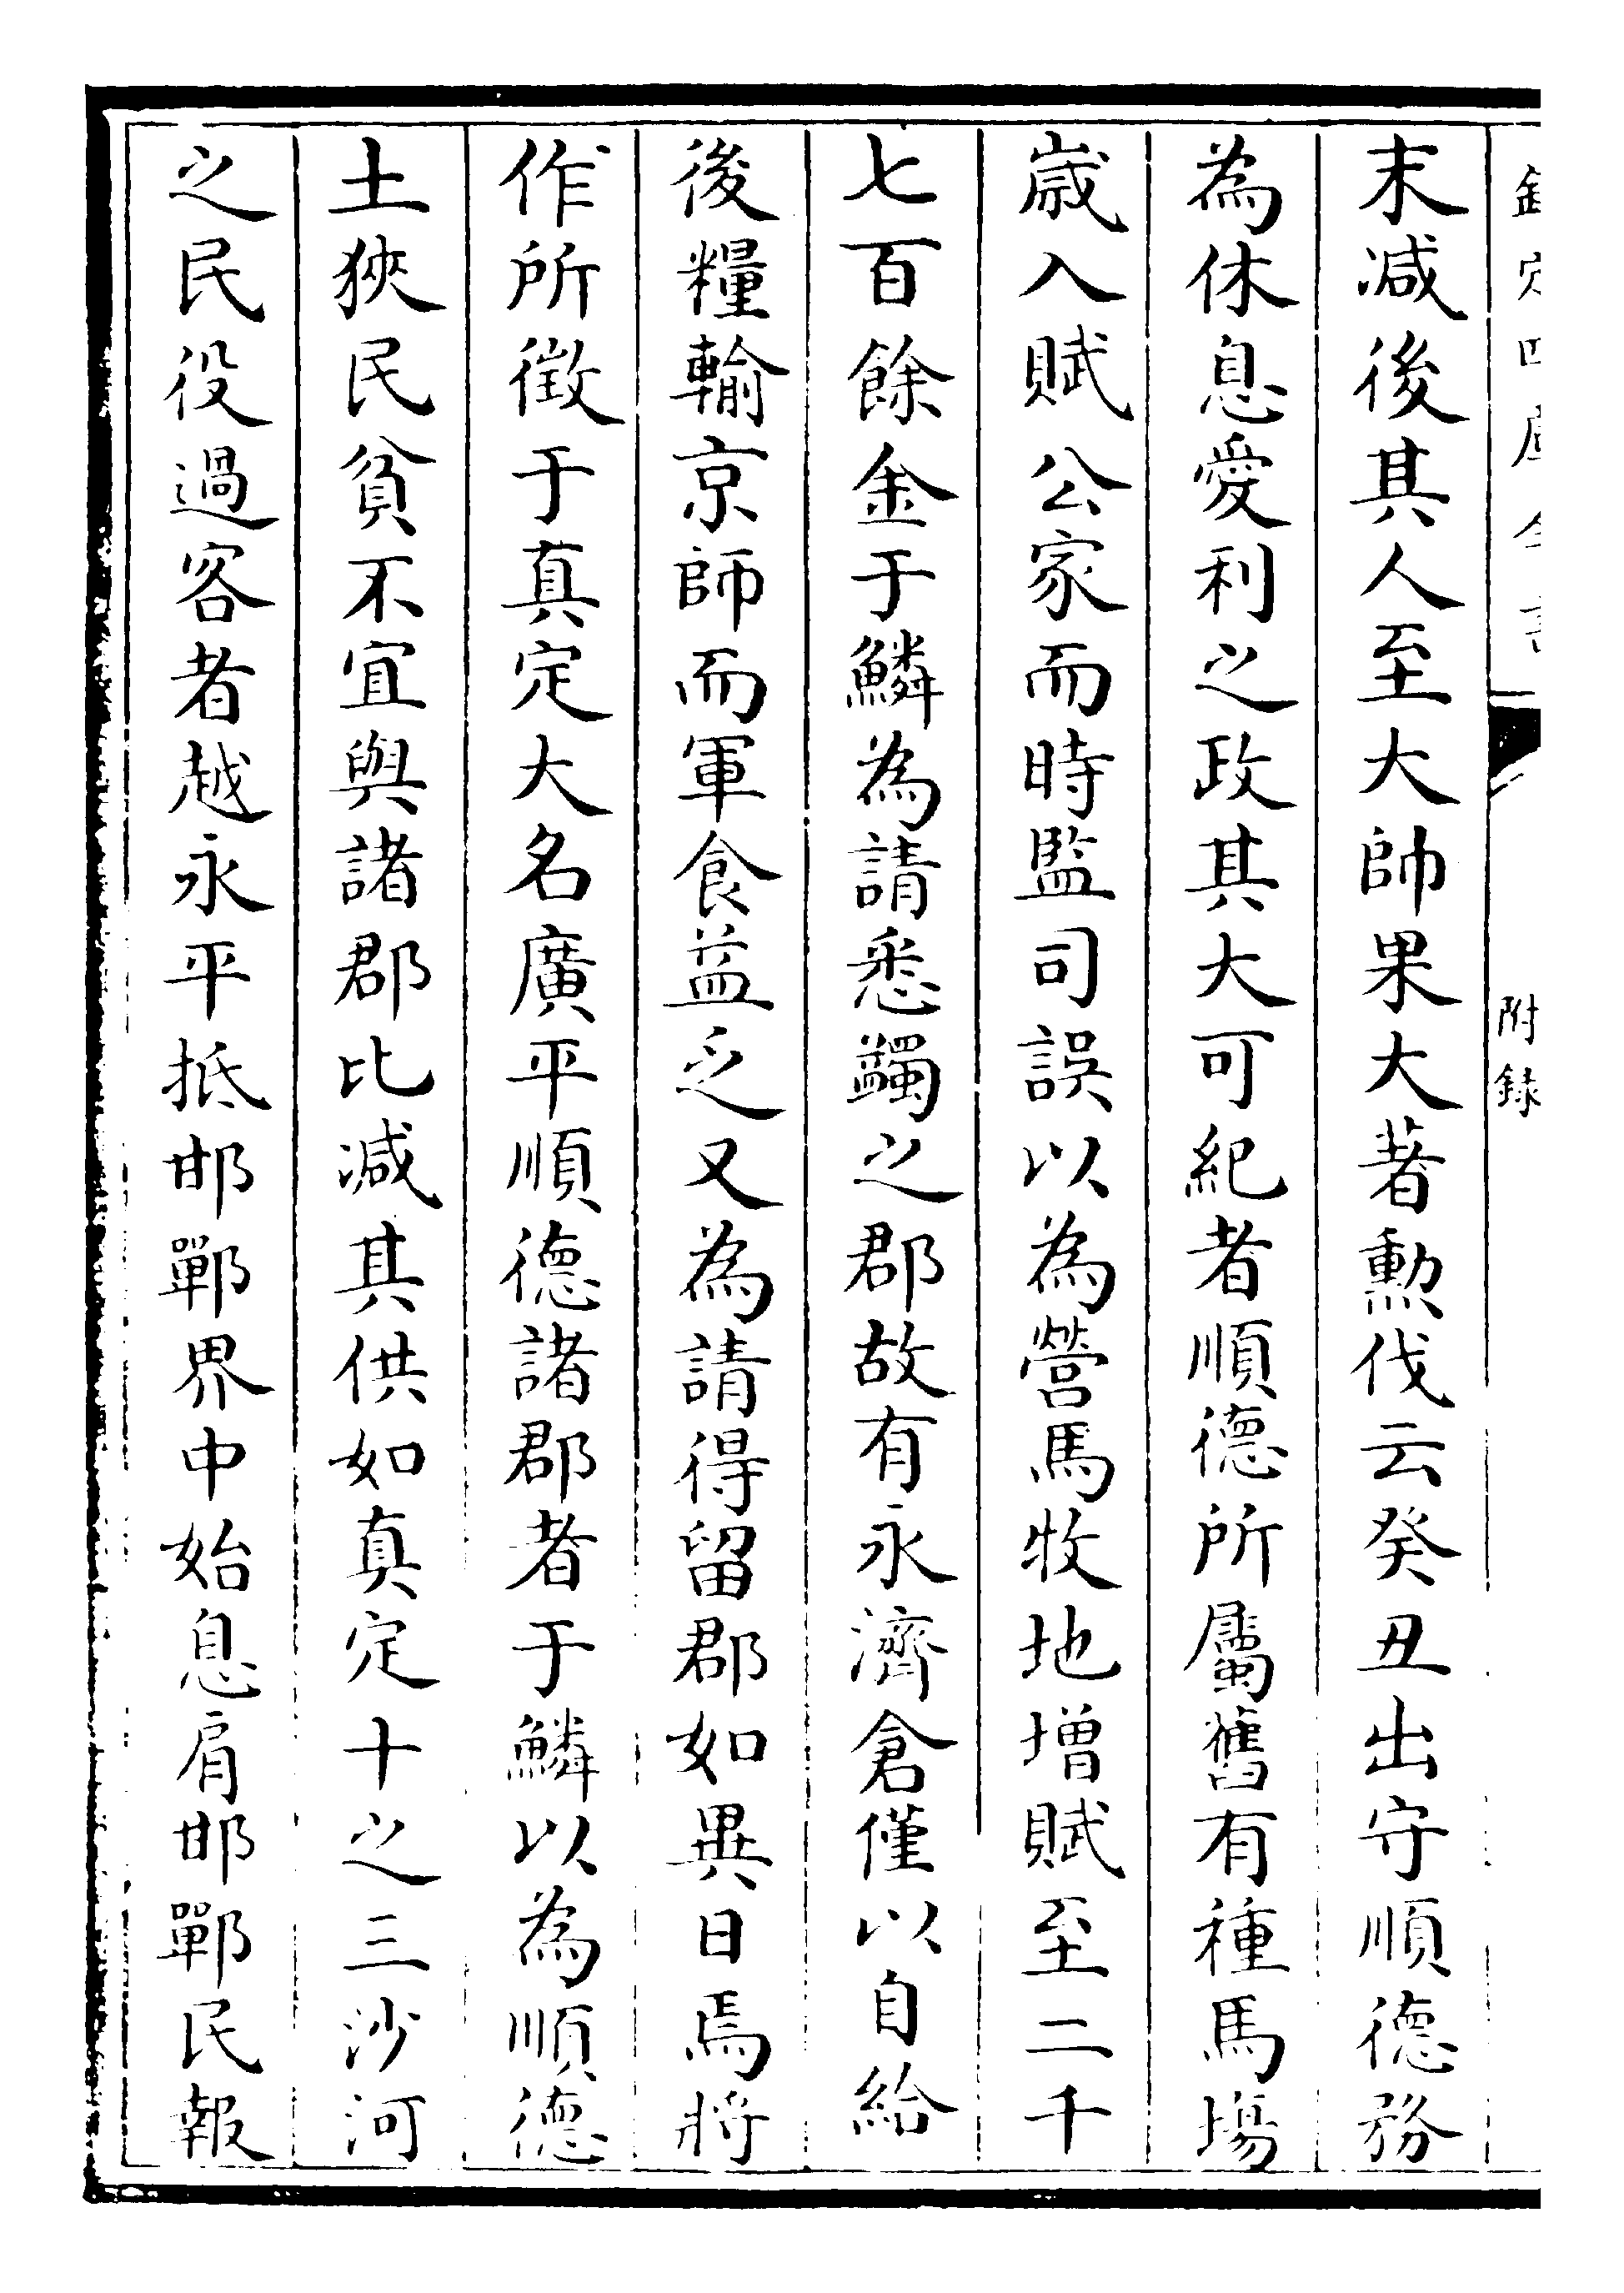 欽定四庫全書
附録
末減後其人至大帥果大著勲伐云癸丑出守順德務
為休息愛利之政其大可紀者順德所屬舊有種馬場
嵗入賦公家而時監司誤以為營馬牧地增賦至二千
七百餘金于鱗為請悉蠲之郡故有永濟倉僅以自給
後糧輸京師而軍食益乏又為請得留郡如異日焉將
作所徴于真定大名廣平順德諸郡者于鱗以為順德
土狹民貧不宜與諸郡比减其供如真定十之三沙河
之民役過客者越永平抵邯鄲界中始息肩邯鄲民報